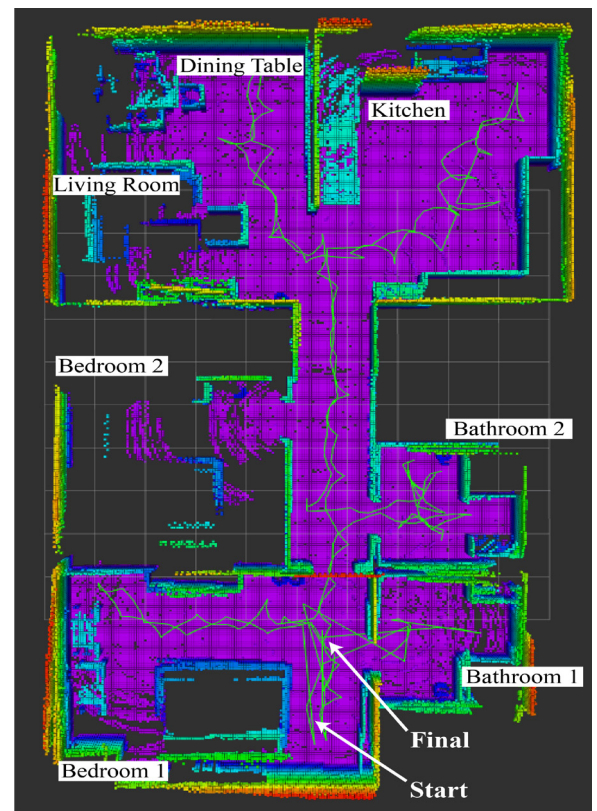 Dining Table
Kitchen
Living Room
Bedroom 2
Bathroom 2
Bathroom 1
Final
Bedroom 1
Start